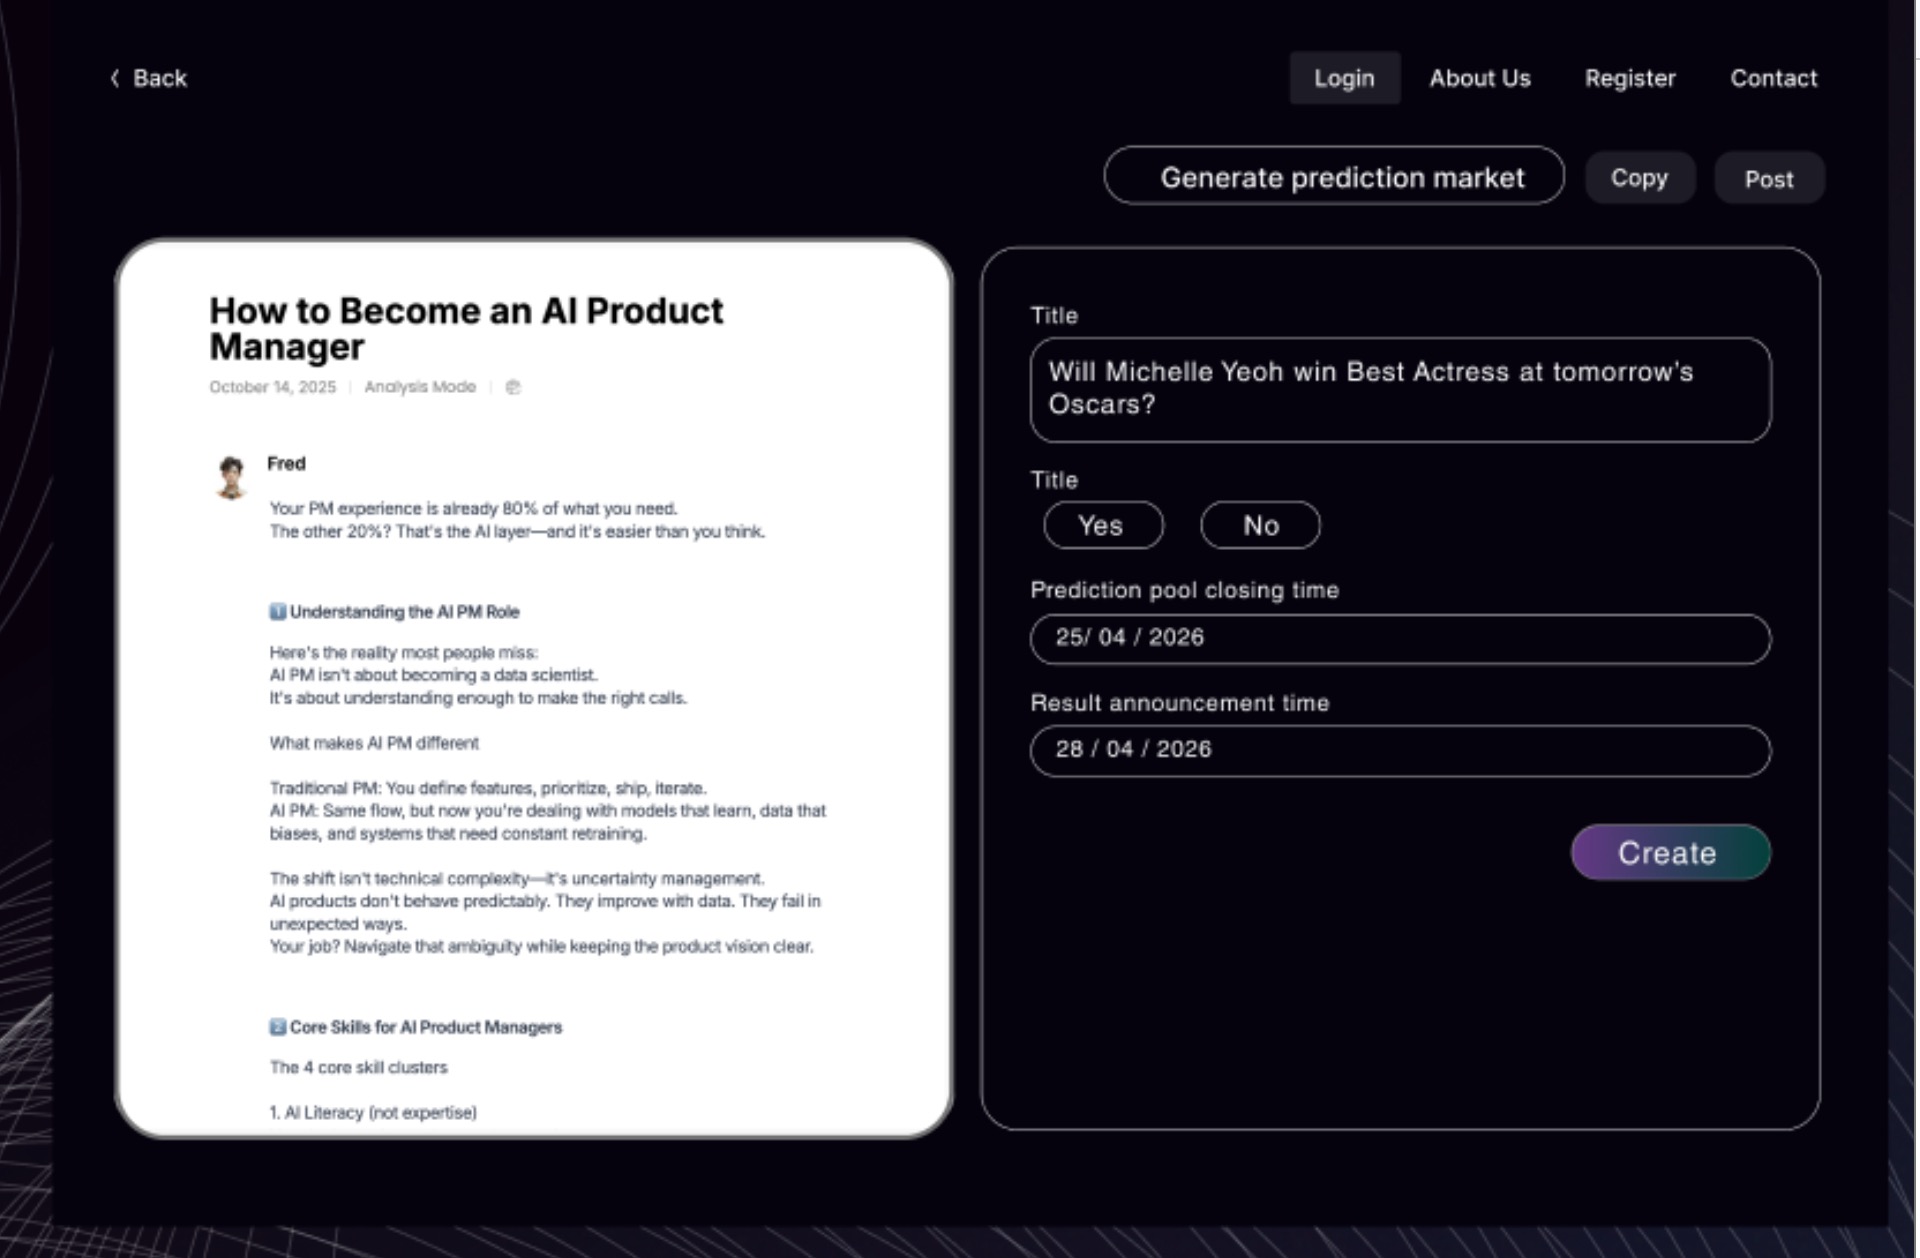 Back
Login
About Us
Register
Contact
Generate prediction market
Copy
Post
How to Become an AI Product
Manager
October 14, 2025 | Analysis Mode |
Fred
Your PM experience is already 80% of what you need.
The other 20%? That's the AI layer—and it's easier than you think.
1 Understanding the AI PM Role
Here's the reality most people miss:
AI PM isn't about becoming a data scientist.
It's about understanding enough to make the right calls.
What makes AI PM different
Traditional PM: You define features, prioritize, ship, iterate.
AI PM: Same flow, but now you're dealing with models that learn, data that
biases, and systems that need constant retraining.
The shift isn't technical complexity—it's uncertainty management.
AI products don't behave predictably. They improve with data. They fail in
unexpected ways.
Your job? Navigate that ambiguity while keeping the product vision clear.
2 Core Skills for AI Product Managers
The 4 core skill clusters
1. AI Literacy (not expertise)
Title
Will Michelle Yeoh win Best Actress at tomorrow's
Oscars?
Title
Yes
No
Prediction pool closing time
25/ 04 / 2026
Result announcement time
28 / 04 / 2026
Create